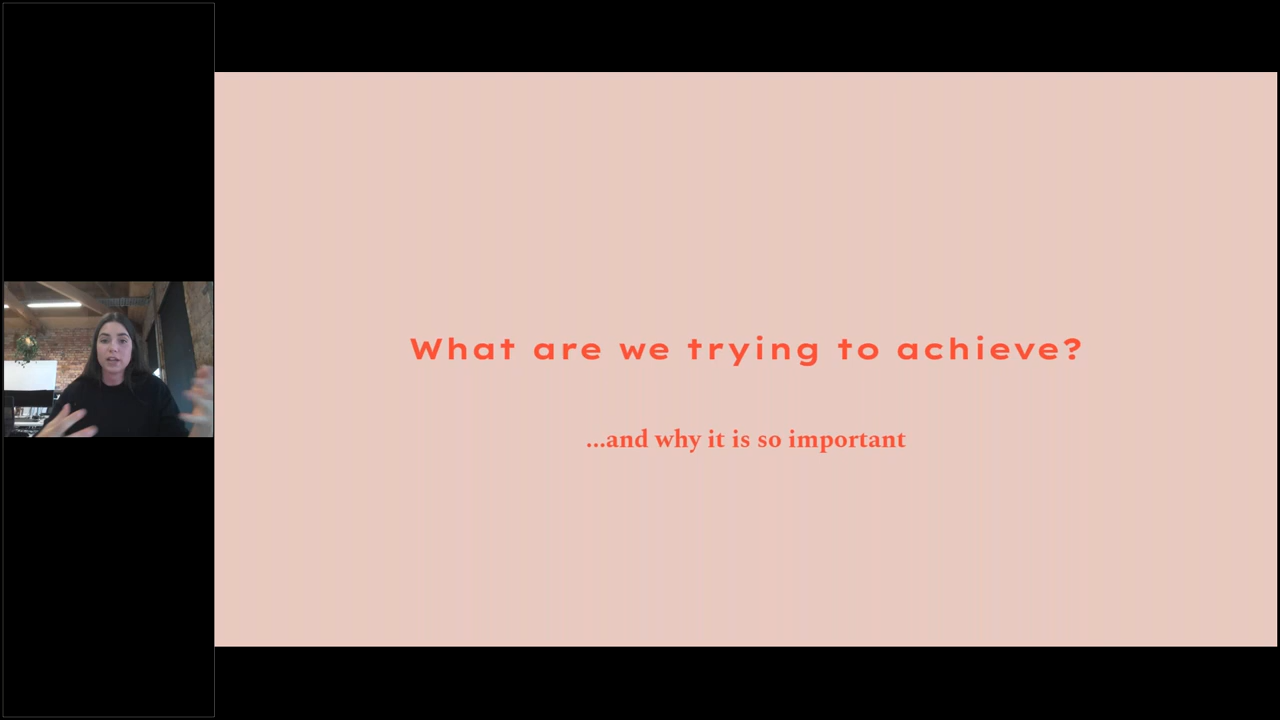 What are we trying to achieve?
...and why it is so important